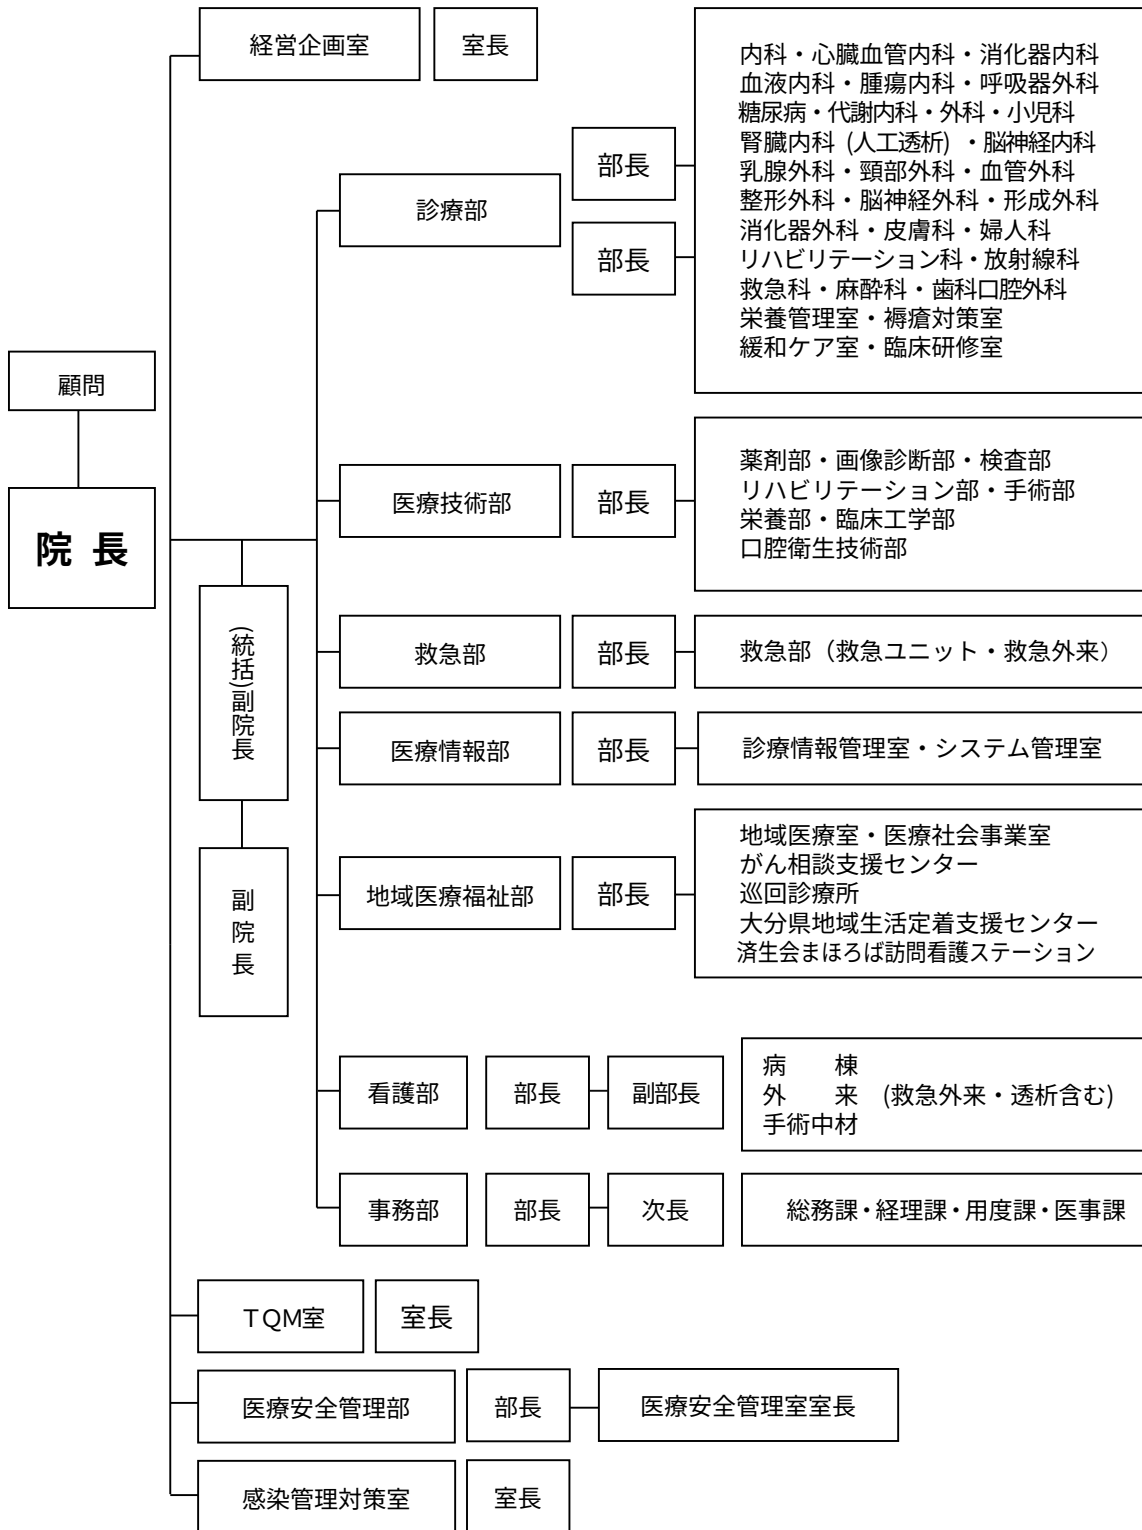 経営企画室 室長
内科・心臓血管内科・消化器内科
血液内科・腫瘍内科・呼吸器外科
糖尿病・代謝内科・外科・小児科
腎臓内科 (人工透析) ・脳神経内科
乳腺外科・頸部外科・血管外科
整形外科・脳神経外科・形成外科
消化器外科・皮膚科・婦人科
リハビリテーション科・放射線科
救急科・麻酔科・歯科口腔外科
栄養管理室・褥瘡対策室
緩和ケア室・臨床研修室
診療部
部長
部長
顧問
院 長
医療技術部 部長
薬剤部・画像診断部・検査部
リハビリテーション部・手術部
栄養部・臨床工学部
口腔衛生技術部
(統括)副院長
副院長
救急部 部長 救急部（救急ユニット・救急外来）
医療情報部 部長 診療情報管理室・システム管理室
地域医療福祉部 部長
地域医療室・医療社会事業室
がん相談支援センター
巡回診療所
大分県地域生活定着支援センター
済生会まほろば訪問看護ステーション
看護部 部長 副部長
病　　棟
外　　来　(救急外来・透析含む)
手術中材
事務部 部長 次長 総務課・経理課・用度課・医事課
ＴＱＭ室 室長
医療安全管理部 部長 医療安全管理室室長
感染管理対策室 室長